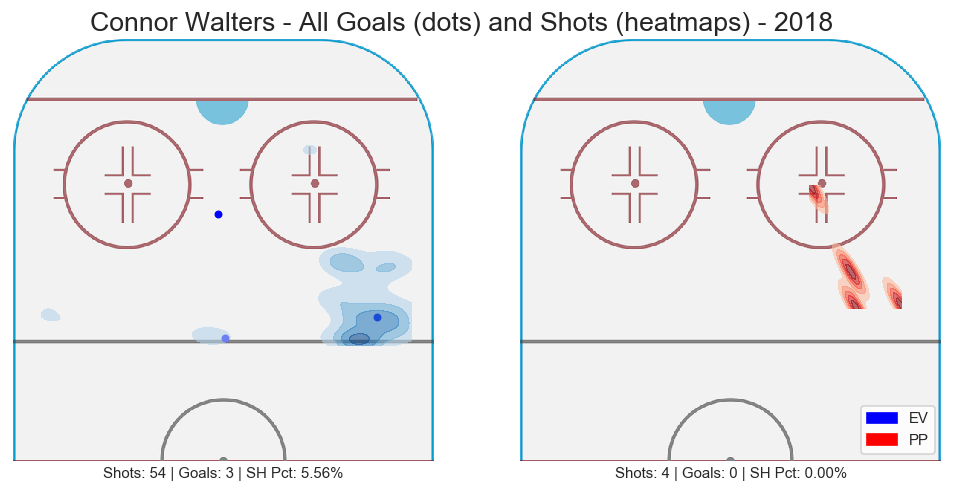 Connor Walters - All Goals (dots) and Shots (heatmaps) - 2018
EV
PP
Shots: 54 | Goals: 3 | SH Pct: 5.56%
Shots: 4 | Goals: 0 | SH Pct: 0.00%